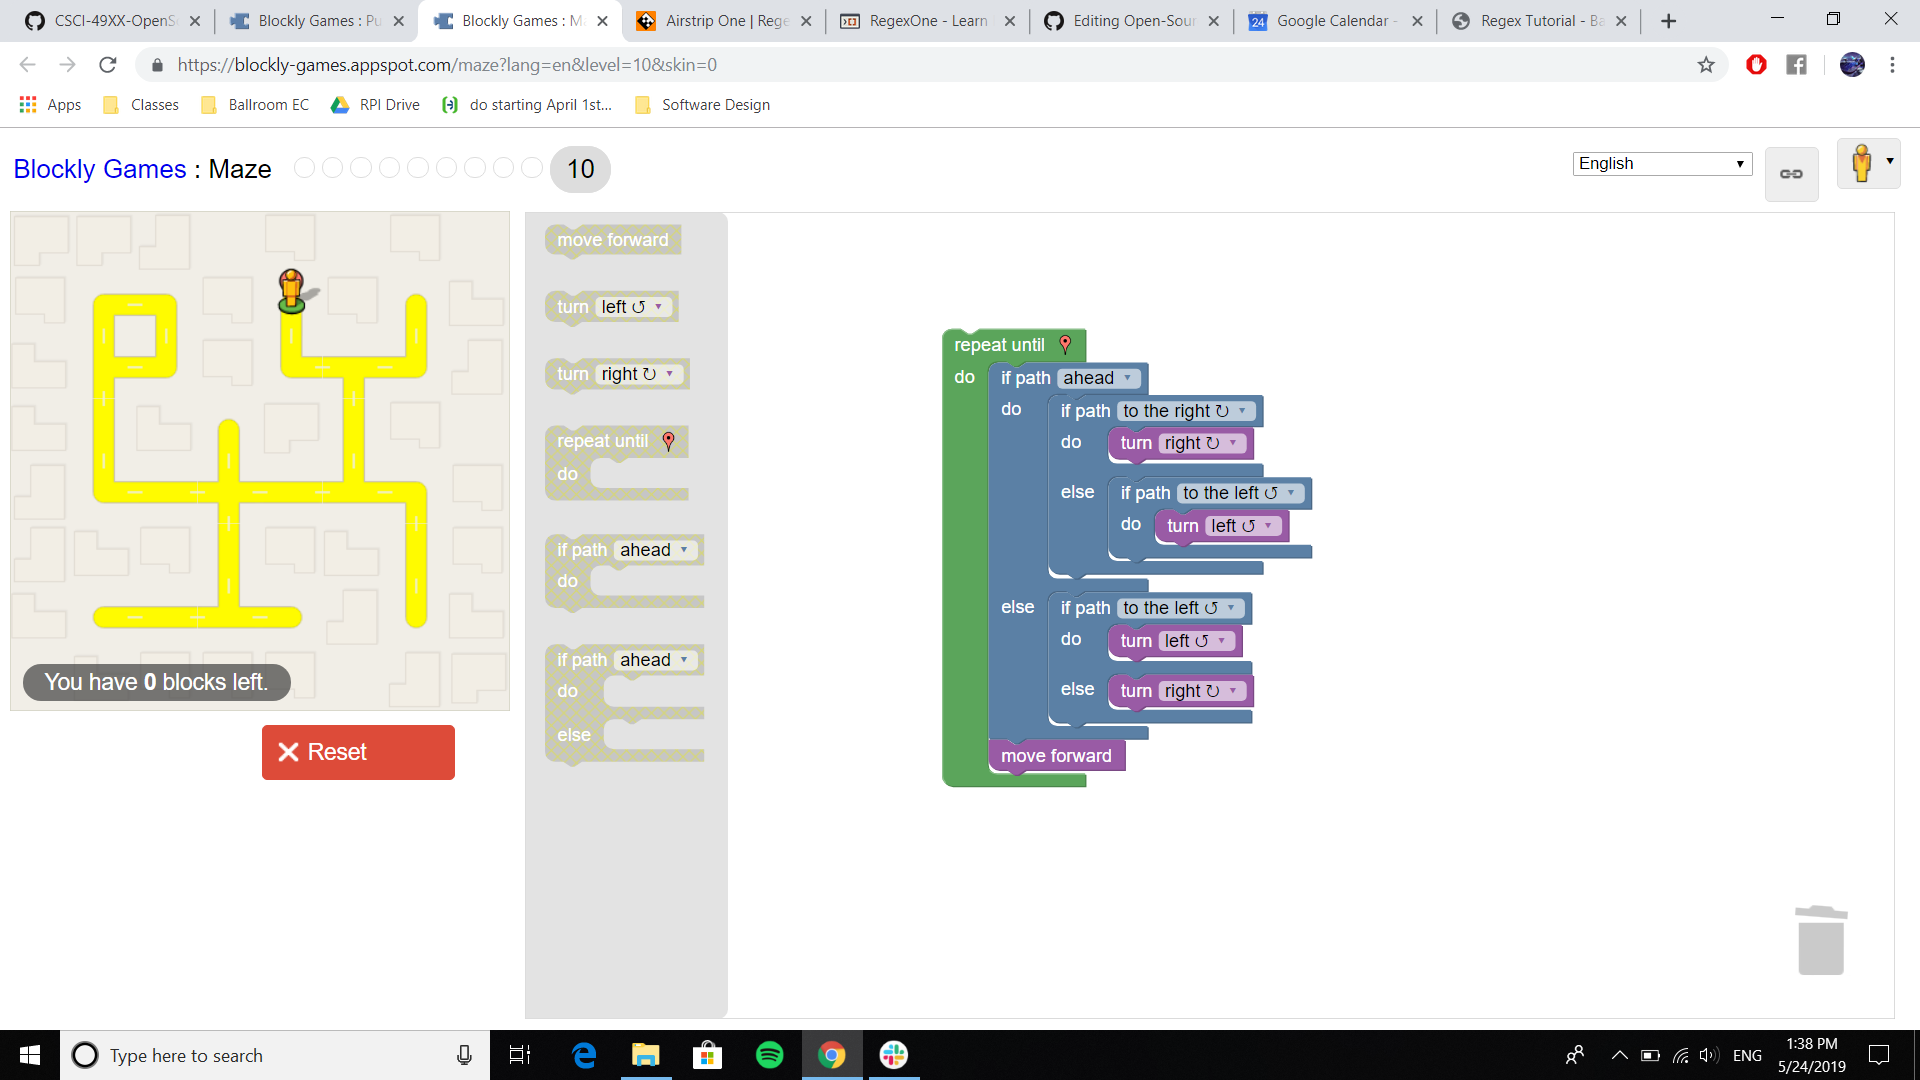 CSCI-49XX-OpenS
Blockly Games : Pu
Blockly Games : M
Airstrip One | Rege
RegexOne - Learn
Editing Open-Sour
24
Google Calendar -
Regex Tutorial - Ba
https://blockly-games.appspot.com/maze?lang=en&level=10&skin=0
Apps
Classes
Ballroom EC
RPI Drive
do starting April 1st...
Software Design
Blockly Games : Maze
10
English
move forward
turn left ↺
turn right ↻
repeat until
do
if path ahead
do
if path ahead
do
else
You have 0 blocks left.
Reset
repeat until
do
if path ahead
do
if path to the right ↻
do
turn right ↻
else
if path to the left ↺
do
turn left ↺
else
if path to the left ↺
do
turn left ↺
else
turn right ↻
move forward
Type here to search
ENG
1:38 PM
5/24/2019